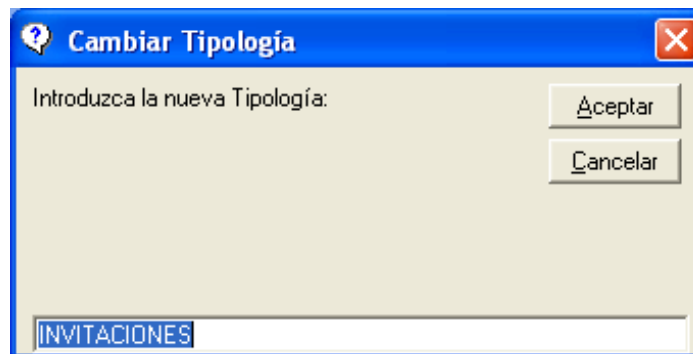 Cambiar Tipología
Introduzca la nueva Tipología:
Aceptar
Cancelar
INVITACIONES